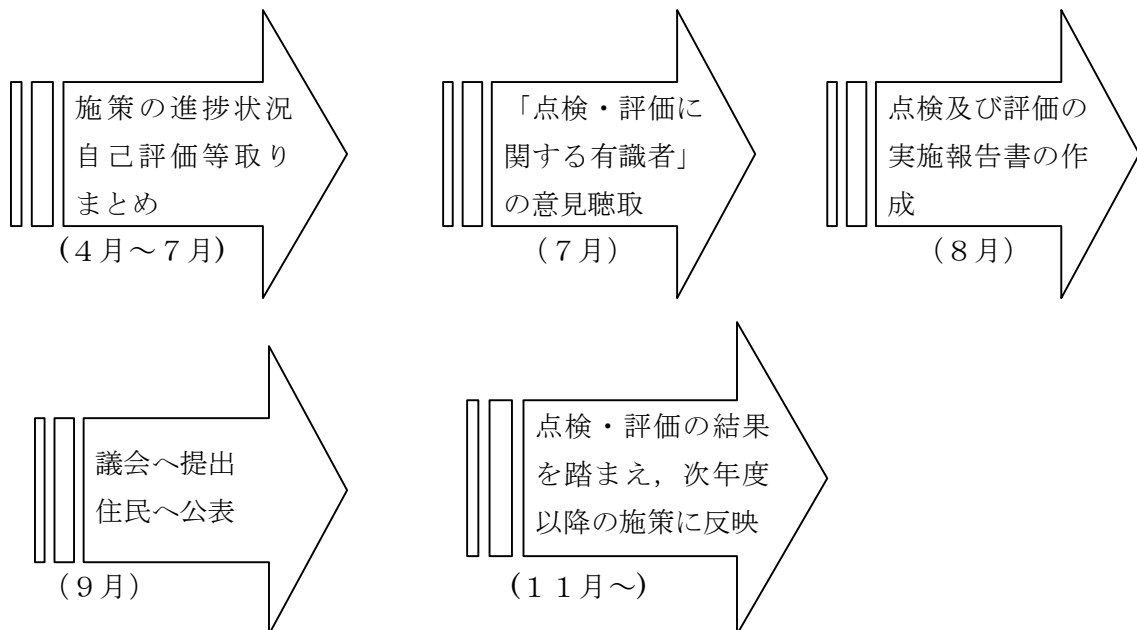 施策の進捗状況
自己評価等取り
まとめ
(４月～７月)
「点検・評価に
関する有識者」
の意見聴取
（７月）
点検及び評価の
実施報告書の作
成
（８月）
議会へ提出
住民へ公表
（９月）
点検・評価の結果
を踏まえ，次年度
以降の施策に反映
(１１月～)